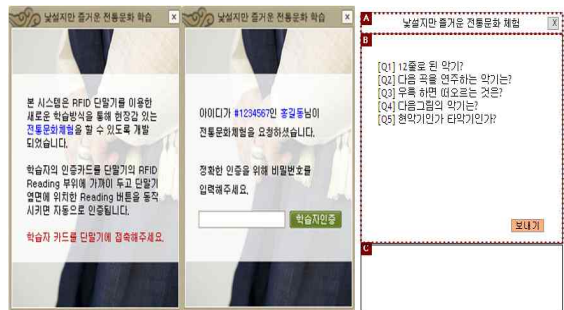 낯설지만 즐거운 전통문화 학습
x
본 시스템은 RFID 단말기를 이용한
새로운 학습방식을 통해 현장감 있는
전통문화체험을 할 수 있도록 개발
되었습니다.
학습자의 인증카드를 단말기의 RFID
Reading 부위에 가까이 두고 단말기
옆면에 위치한 Reading 버튼을 동작
시키면 자동으로 인증됩니다.
학습자 카드를 단말기에 접속해주세요.
낯설지만 즐거운 전통문화 학습
x
아이디가 #1234567인 홍길동님이
전통문화체험을 요청하셨습니다.
정확한 인증을 위해 비밀번호를
입력해주세요.
학습자인증
A
낯설지만 즐거운 전통문화 체험
X
B
[Q1] 12줄로 된 악기?
[Q2] 다음 곡을 연주하는 악기는?
[Q3] 우륵 하면 떠오르는 것은?
[Q4] 다음그림의 악기는?
[Q5] 현악기인가 타악기인가?
보내기
C